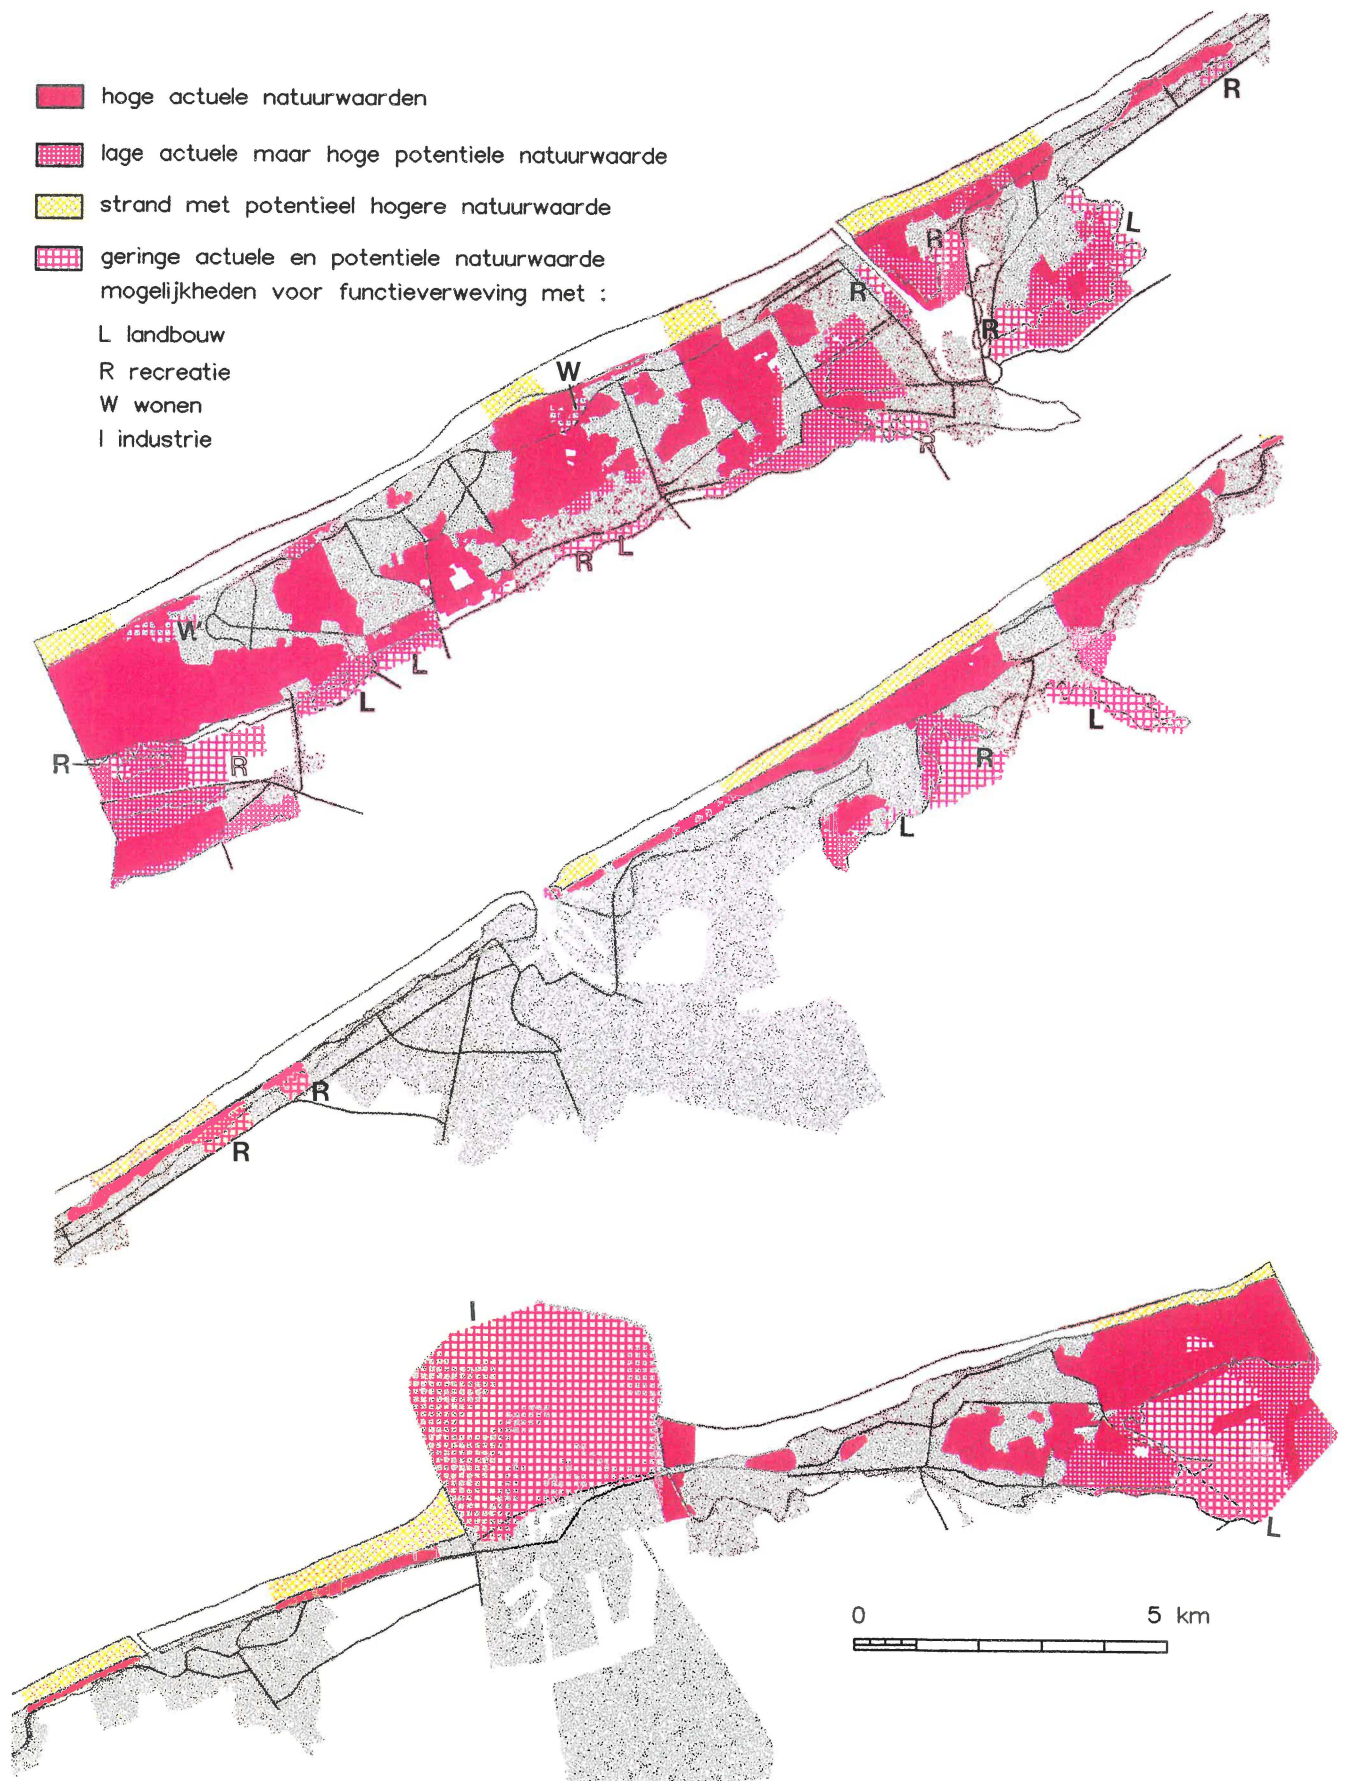 hoge actuele natuurwaarden
lage actuele maar hoge potentiele natuurwaarde
strand met potentieel hogere natuurwaarde
geringe actuele en potentiele natuurwaarde
mogelijkheden voor functieverweving met :
L landbouw
R recreatie
W wonen
I industrie
R
L
R
R
R
W
R
R
L
W
L
L
R
R
L
R
L
R
R
I
L
0 5 km